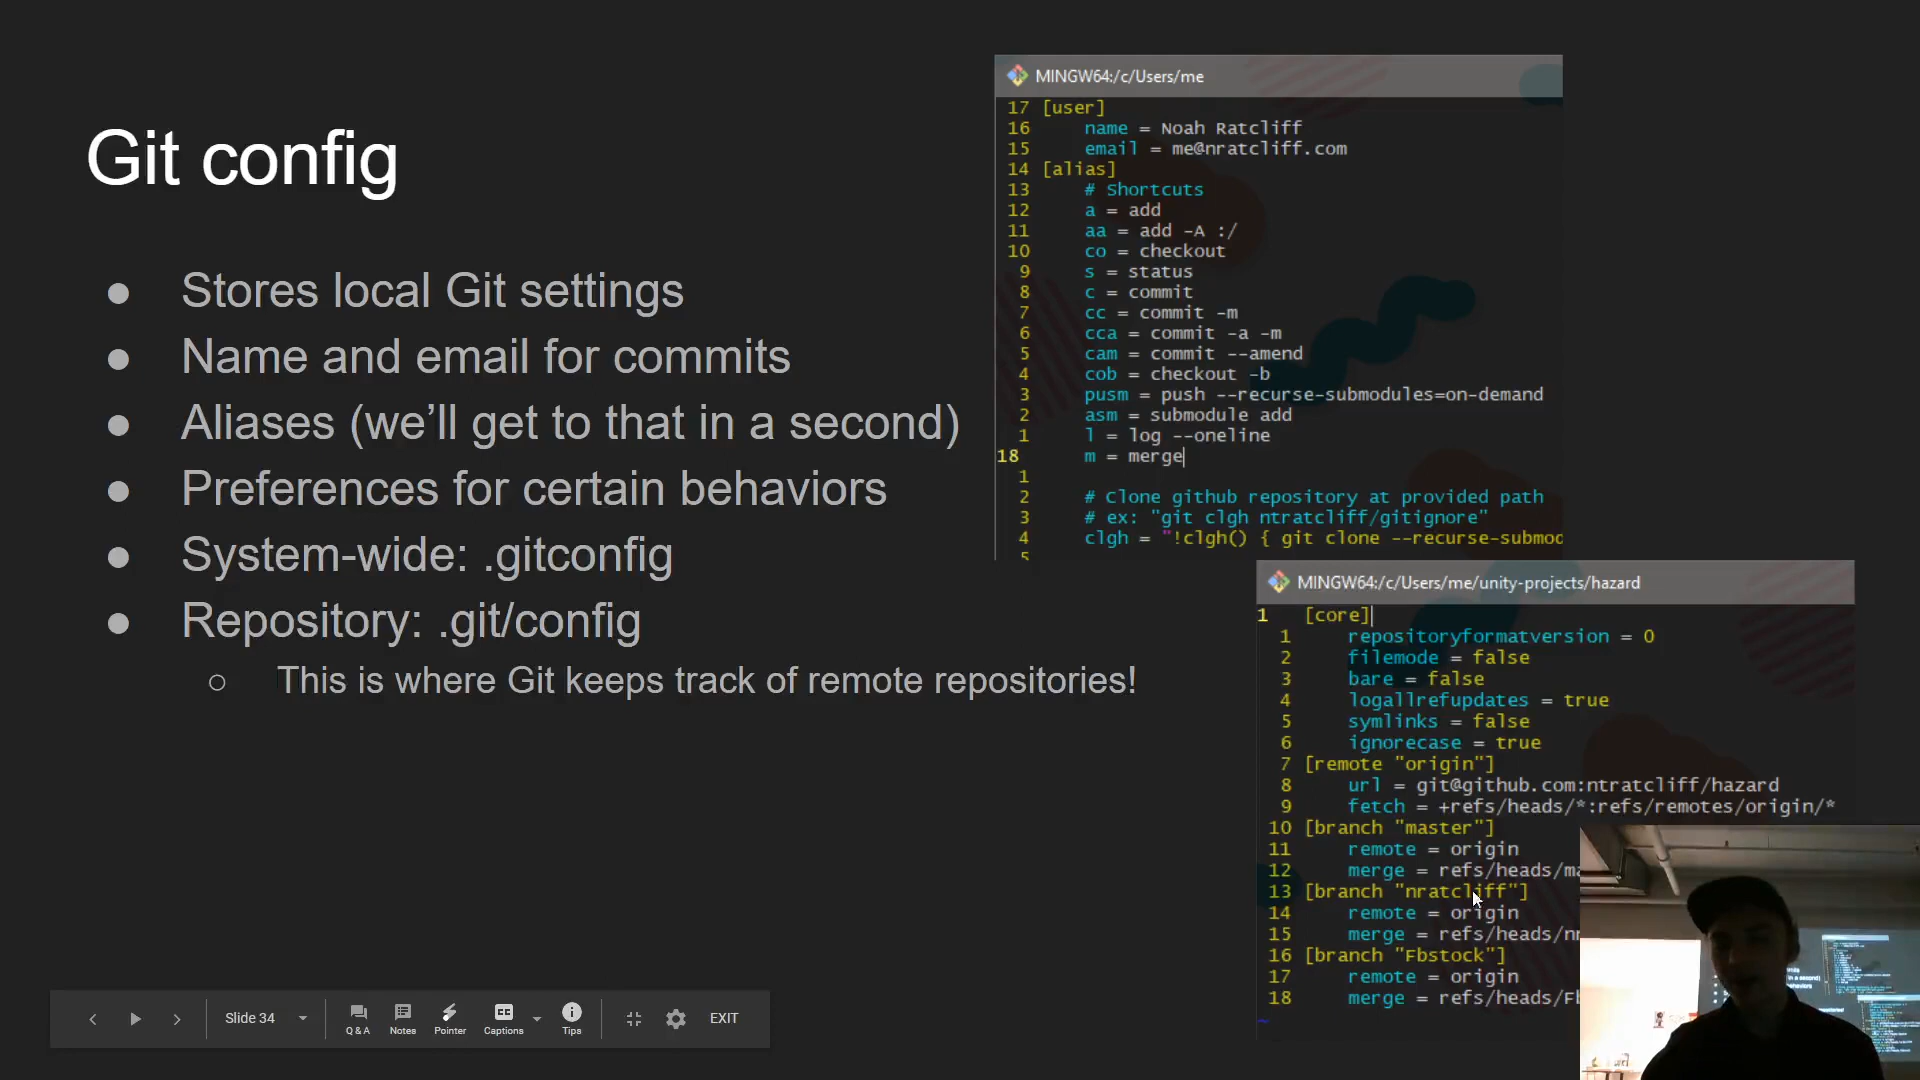 Git config
● Stores local Git settings
● Name and email for commits
● Aliases (we'll get to that in a second)
● Preferences for certain behaviors
● System-wide: .gitconfig
● Repository: .git/config
○ This is where Git keeps track of remote repositories!
MINGW64:/c/Users/me
17 [user]
16 name = Noah Ratcliff
15 email = me@nratcliff.com
14 [alias]
13 # Shortcuts
12 a = add
11 aa = add -A :/
10 co = checkout
9 s = status
8 c = commit
7 cc = commit -m
6 cca = commit -a -m
5 cam = commit --amend
4 cob = checkout -b
3 pusm = push --recurse-submodules=on-demand
2 asm = submodule add
1 l = log --oneline
18 m = merge
1
2 # Clone github repository at provided path
3 # ex: "git clgh ntratcliff/gitignore"
4 clgh = "!clgh() { git clone --recurse-submod
5
MINGW64:/c/Users/me/unity-projects/hazard
1 [core]
1 repositoryformatversion = 0
2 filemode = false
3 bare = false
4 logallrefupdates = true
5 symlinks = false
6 ignorecase = true
7 [remote "origin"]
8 url = git@github.com:ntratcliff/hazard
9 fetch = +refs/heads/*:refs/remotes/origin/*
10 [branch "master"]
11 remote = origin
12 merge = refs/heads/ma
13 [branch "nratcliff"]
14 remote = origin
15 merge = refs/heads/nr
16 [branch "Fbstock"]
17 remote = origin
18 merge = refs/heads/Fb
~
Slide 34
Q & A
Notes
Pointer
CC
Captions
Tips
EXIT